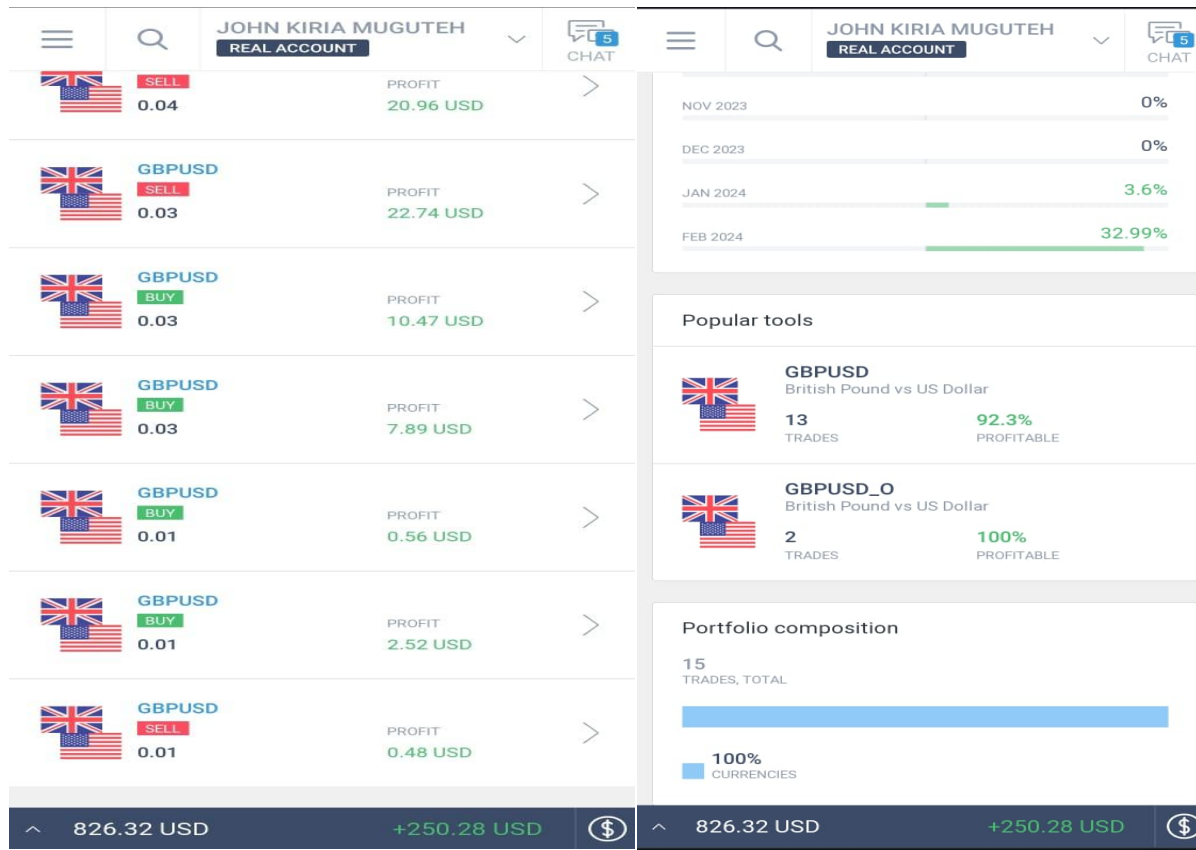 JOHN KIRIA MUGUTEH
REAL ACCOUNT
5
CHAT
SELL
0.04
PROFIT
20.96 USD
GBPUSD
SELL
0.03
PROFIT
22.74 USD
GBPUSD
BUY
0.03
PROFIT
10.47 USD
GBPUSD
BUY
0.03
PROFIT
7.89 USD
GBPUSD
BUY
0.01
PROFIT
0.56 USD
GBPUSD
BUY
0.01
PROFIT
2.52 USD
GBPUSD
SELL
0.01
PROFIT
0.48 USD
826.32 USD
+250.28 USD
$
JOHN KIRIA MUGUTEH
REAL ACCOUNT
5
CHAT
NOV 2023 0%
DEC 2023 0%
JAN 2024 3.6%
FEB 2024 32.99%
Popular tools
GBPUSD
British Pound vs US Dollar
13 92.3%
TRADES PROFITABLE
GBPUSD_O
British Pound vs US Dollar
2 100%
TRADES PROFITABLE
Portfolio composition
15
TRADES, TOTAL
100%
CURRENCIES
826.32 USD
+250.28 USD
$